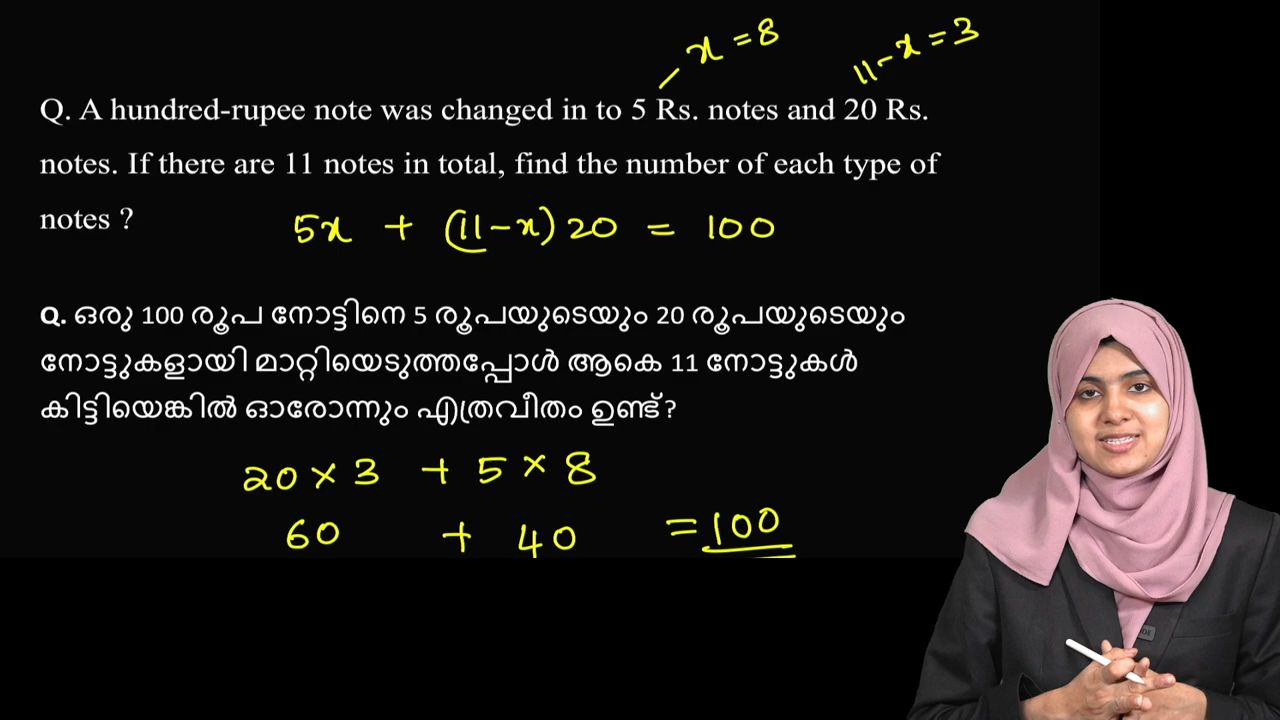 x = 8
11 - x = 3
Q. A hundred-rupee note was changed in to 5 Rs. notes and 20 Rs.
notes. If there are 11 notes in total, find the number of each type of
notes ?
5x + (11 - x) 20 = 100
Q. ഒരു 100 രൂപ നോട്ടിനെ 5 രൂപയുടെയും 20 രൂപയുടെയും
നോട്ടുകളായി മാറ്റിയെടുത്തപ്പോൾ ആകെ 11 നോട്ടുകൾ
കിട്ടിയെങ്കിൽ ഓരോന്നും എത്രവീതം ഉണ്ട്?
20 × 3 + 5 × 8
60 + 40 = 100